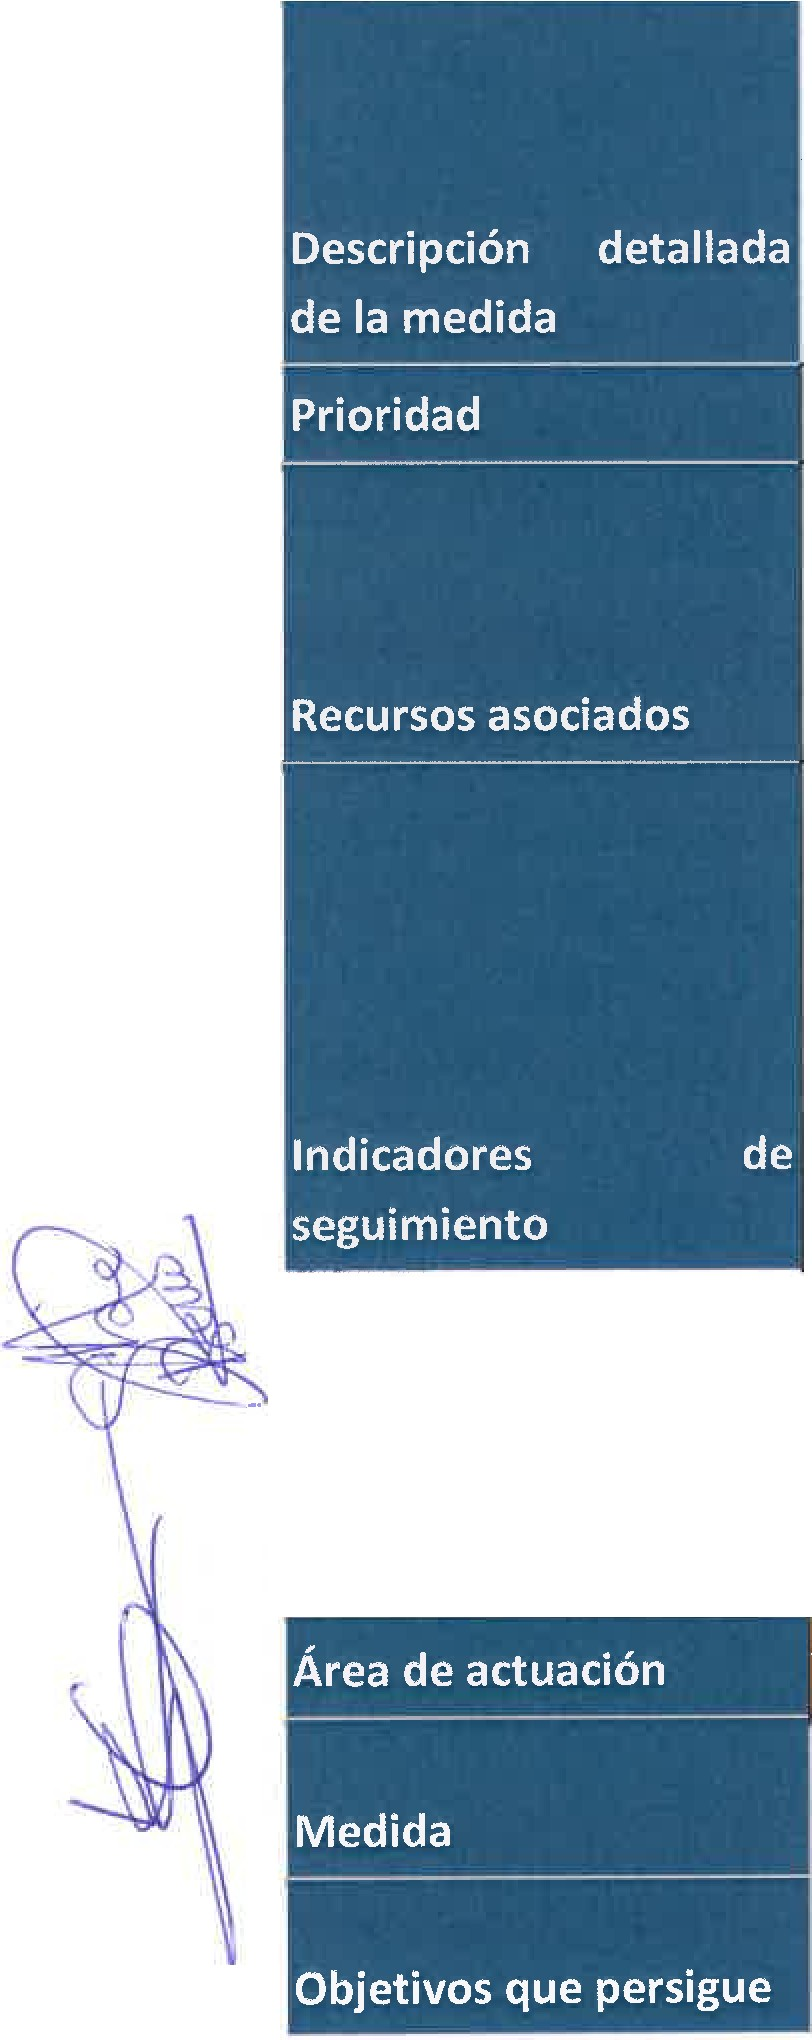 Descripción detallada
de la medida
Prioridad
Recursos asociados
Indicadores de
seguimiento
Área de actuación
Medida
Objetivos que persigue